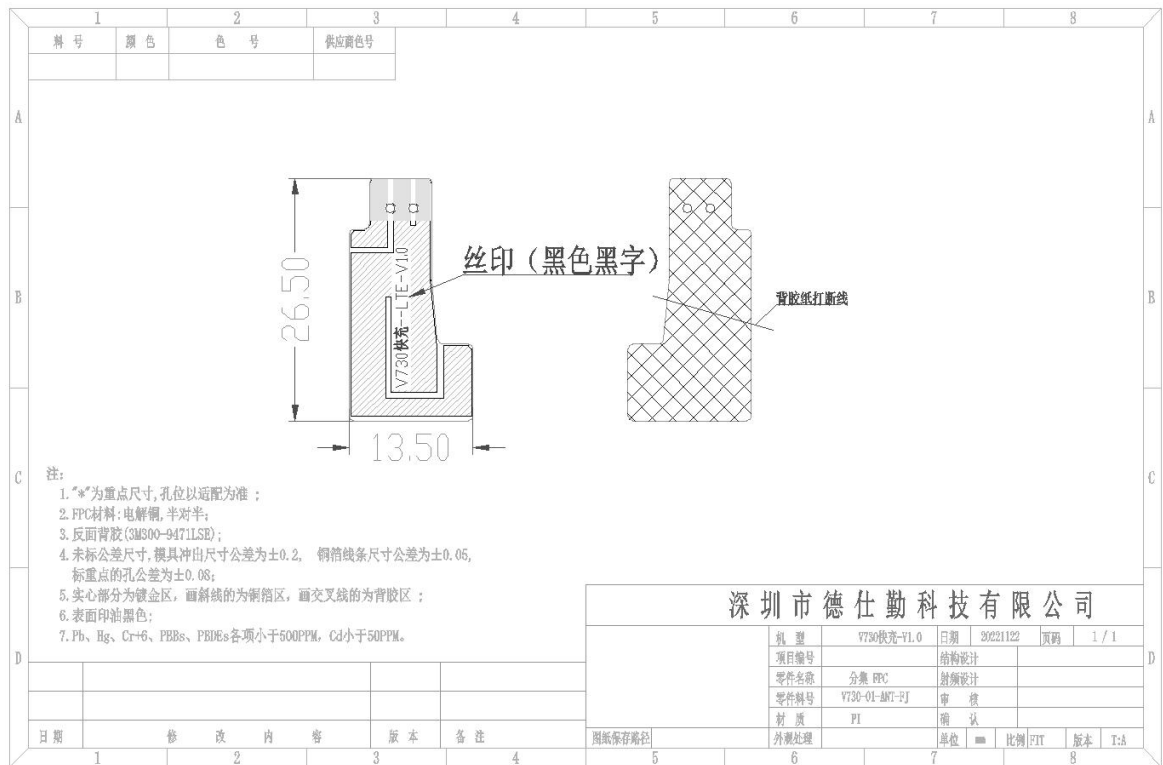 1 2 3 4 5 6 7 8
料 号 颜 色 色 号 供应商色号
A A
丝印（黑色黑字）
V730快充--LTE-V1.0
26.50
13.50
背胶纸打断线
B B
C C
注:
1."*"为重点尺寸,孔位以适配为准 ;
2.FPC材料:电解铜,半对半;
3.反面背胶(3M300-9471LSE);
4.未标公差尺寸,模具冲出尺寸公差为±0.2, 铜箔线条尺寸公差为±0.05,
标重点的孔公差为±0.08;
5.实心部分为镀金区, 画斜线的为铜箔区, 画交叉线的为背胶区 ;
6.表面印油黑色;
7.Pb、Hg、Cr+6、PBBs、PBDEs各项小于500PPM, Cd小于50PPM。
深圳市德仕勤科技有限公司
机 型 V730快充-V1.0 日期 20221122 页码 1 / 1
项目编号 结构设计
零件名称 分集 FPC 射频设计
零件料号 V730-01-ANT-FJ 审 核
材 质 PI 确 认
D D
日 期 修 改 内 容 版 本 备 注 图纸保存路径 外观处理 单位 mm 比例 FIT 版本 T:A
1 2 3 4 5 6 7 8